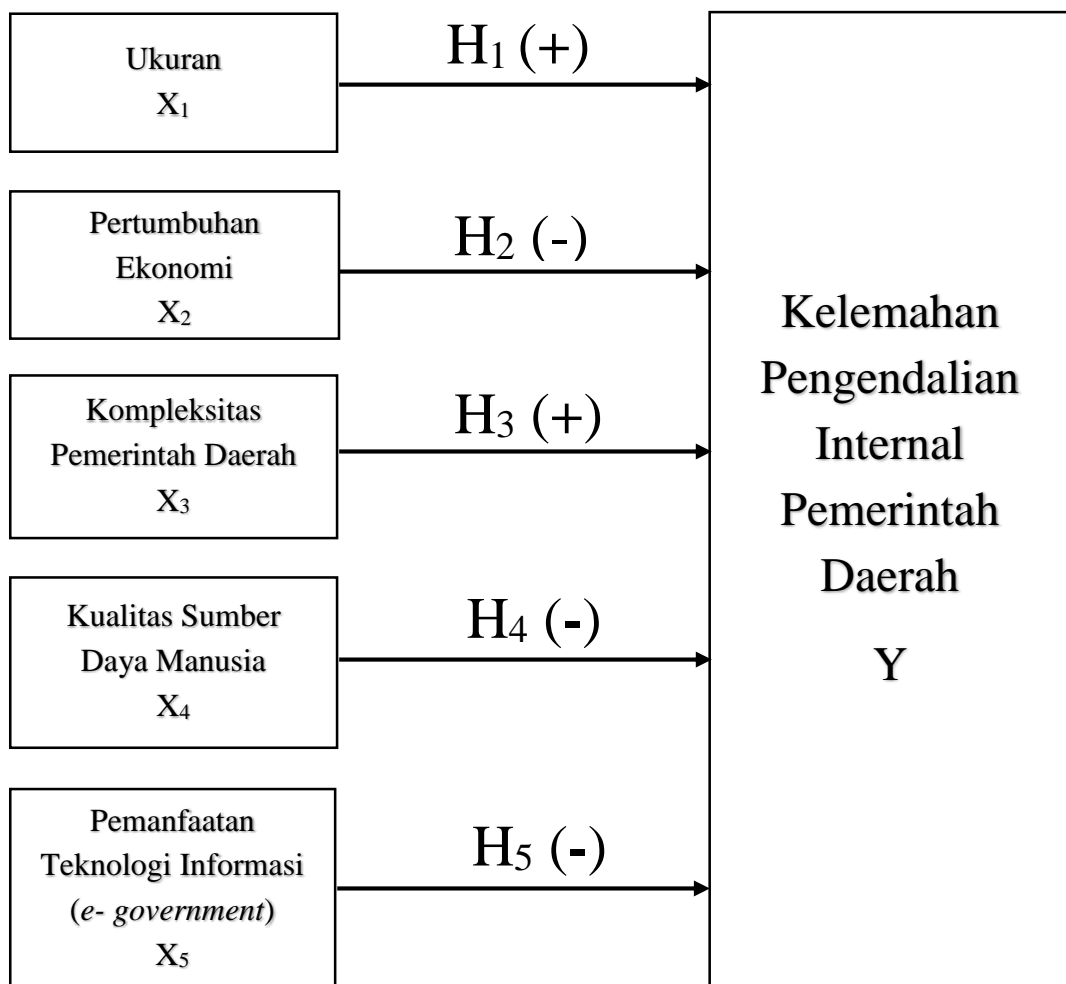 Ukuran
X₁
H₁ (+)
Pertumbuhan
Ekonomi
X₂
H₂ (-)
Kompleksitas
Pemerintah Daerah
X₃
H₃ (+)
Kualitas Sumber
Daya Manusia
X₄
H₄ (-)
Pemanfaatan
Teknologi Informasi
(e- government)
X₅
H₅ (-)
Kelemahan
Pengendalian
Internal
Pemerintah
Daerah
Y